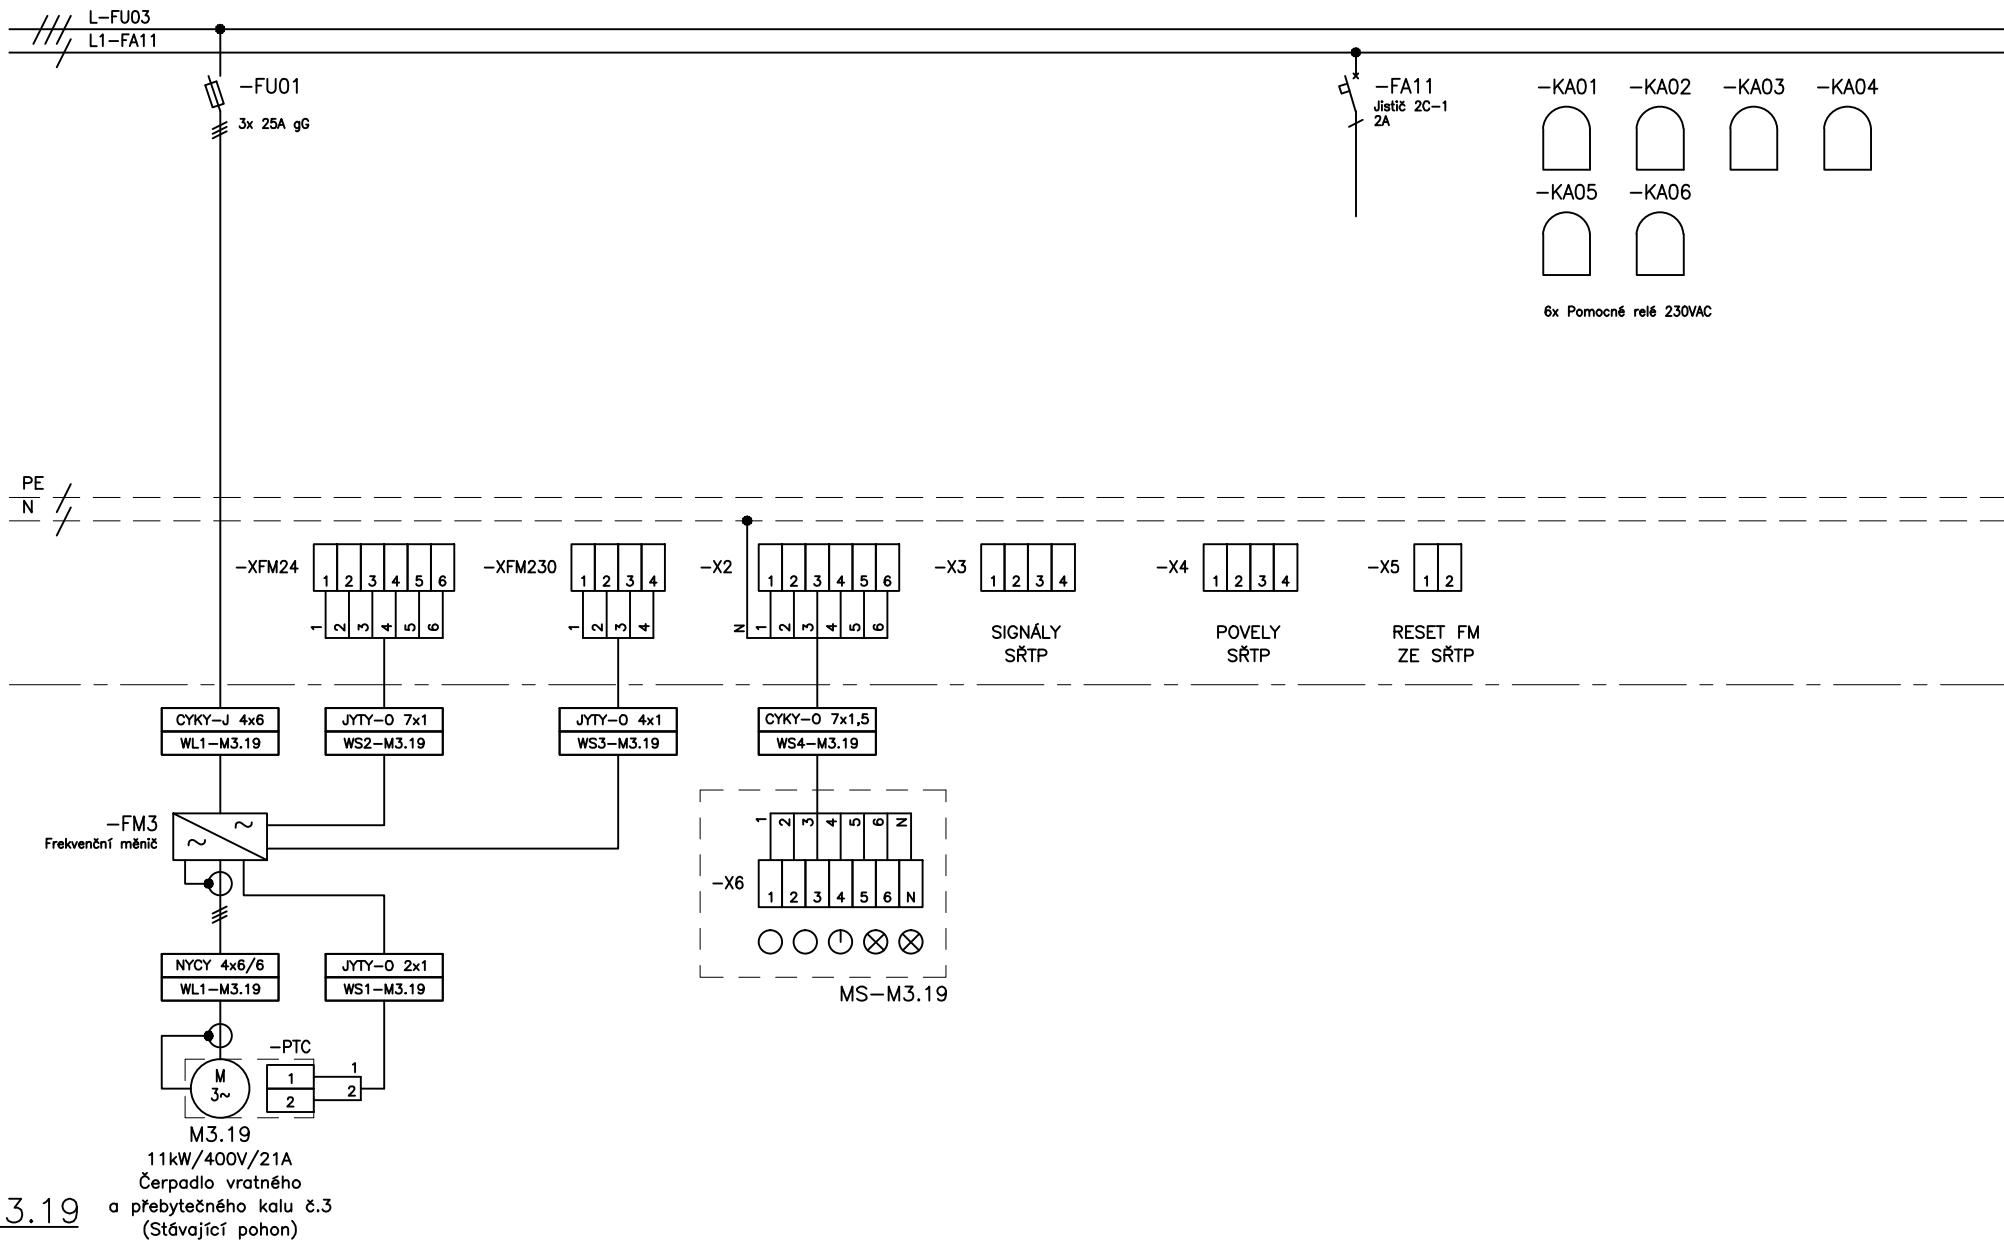 L-FU03
L1-FA11
-FU01
3x 25A gG
-FA11
Jistič 2C-1
2A
-KA01 -KA02 -KA03 -KA04
-KA05 -KA06
6x Pomocné relé 230VAC
PE
N
-XFM24 1 2 3 4 5 6
-XFM230 1 2 3 4
-X2 1 2 3 4 5 6
-X3 1 2 3 4
-X4 1 2 3 4
-X5 1 2
1 2 3 4 5 6
1 2 3 4
N 1 2 3 4 5 6
SIGNÁLY
SŘTP
POVELY
SŘTP
RESET FM
ZE SŘTP
CYKY-J 4x6
WL1-M3.19
JYTY-O 7x1
WS2-M3.19
JYTY-O 4x1
WS3-M3.19
CYKY-O 7x1,5
WS4-M3.19
-FM3
Frekvenční měnič
~
~
1 2 3 4 5 6 N
-X6 1 2 3 4 5 6 N
MS-M3.19
NYCY 4x6/6
WL1-M3.19
JYTY-O 2x1
WS1-M3.19
-PTC
M
3~
1
2
1
2
M3.19
11kW/400V/21A
Čerpadlo vratného
a přebytečného kalu č.3
(Stávající pohon)
3.19